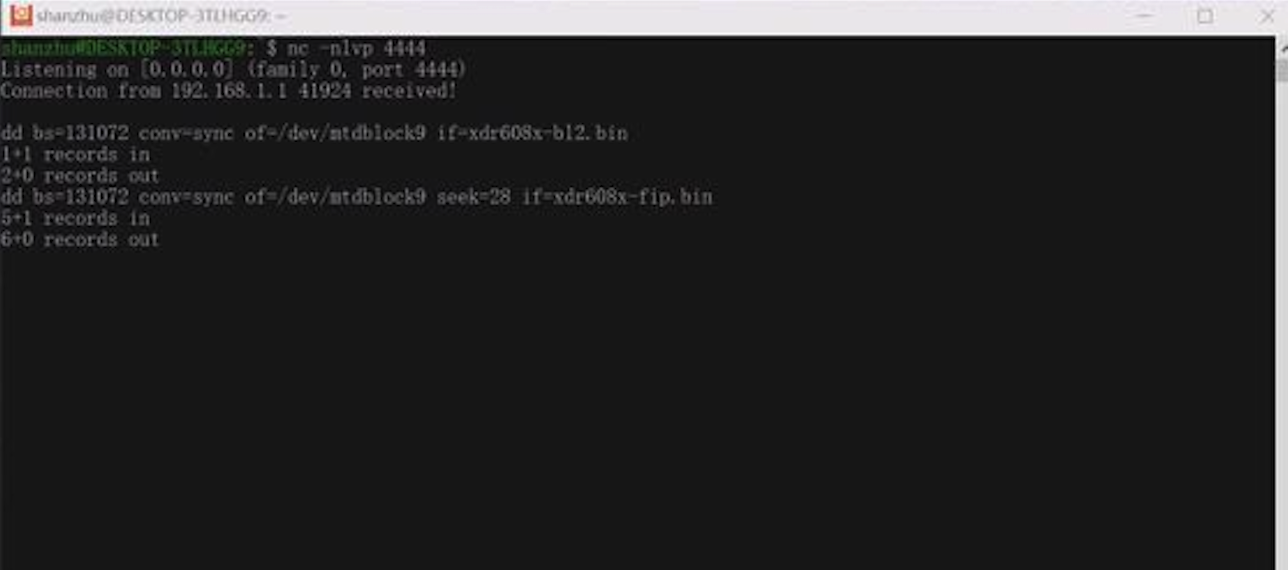 shanzhu@DESKTOP-3TLHGG9: ~
shanzhu@DESKTOP-3TLHGG9: $ nc -nlvp 4444
Listening on [0.0.0.0] (family 0, port 4444)
Connection from 192.168.1.1 41924 received!
dd bs=131072 conv=sync of=/dev/mtdblock9 if=xdr608x-bl2.bin
1+1 records in
2+0 records out
dd bs=131072 conv=sync of=/dev/mtdblock9 seek=28 if=xdr608x-fip.bin
5+1 records in
6+0 records out